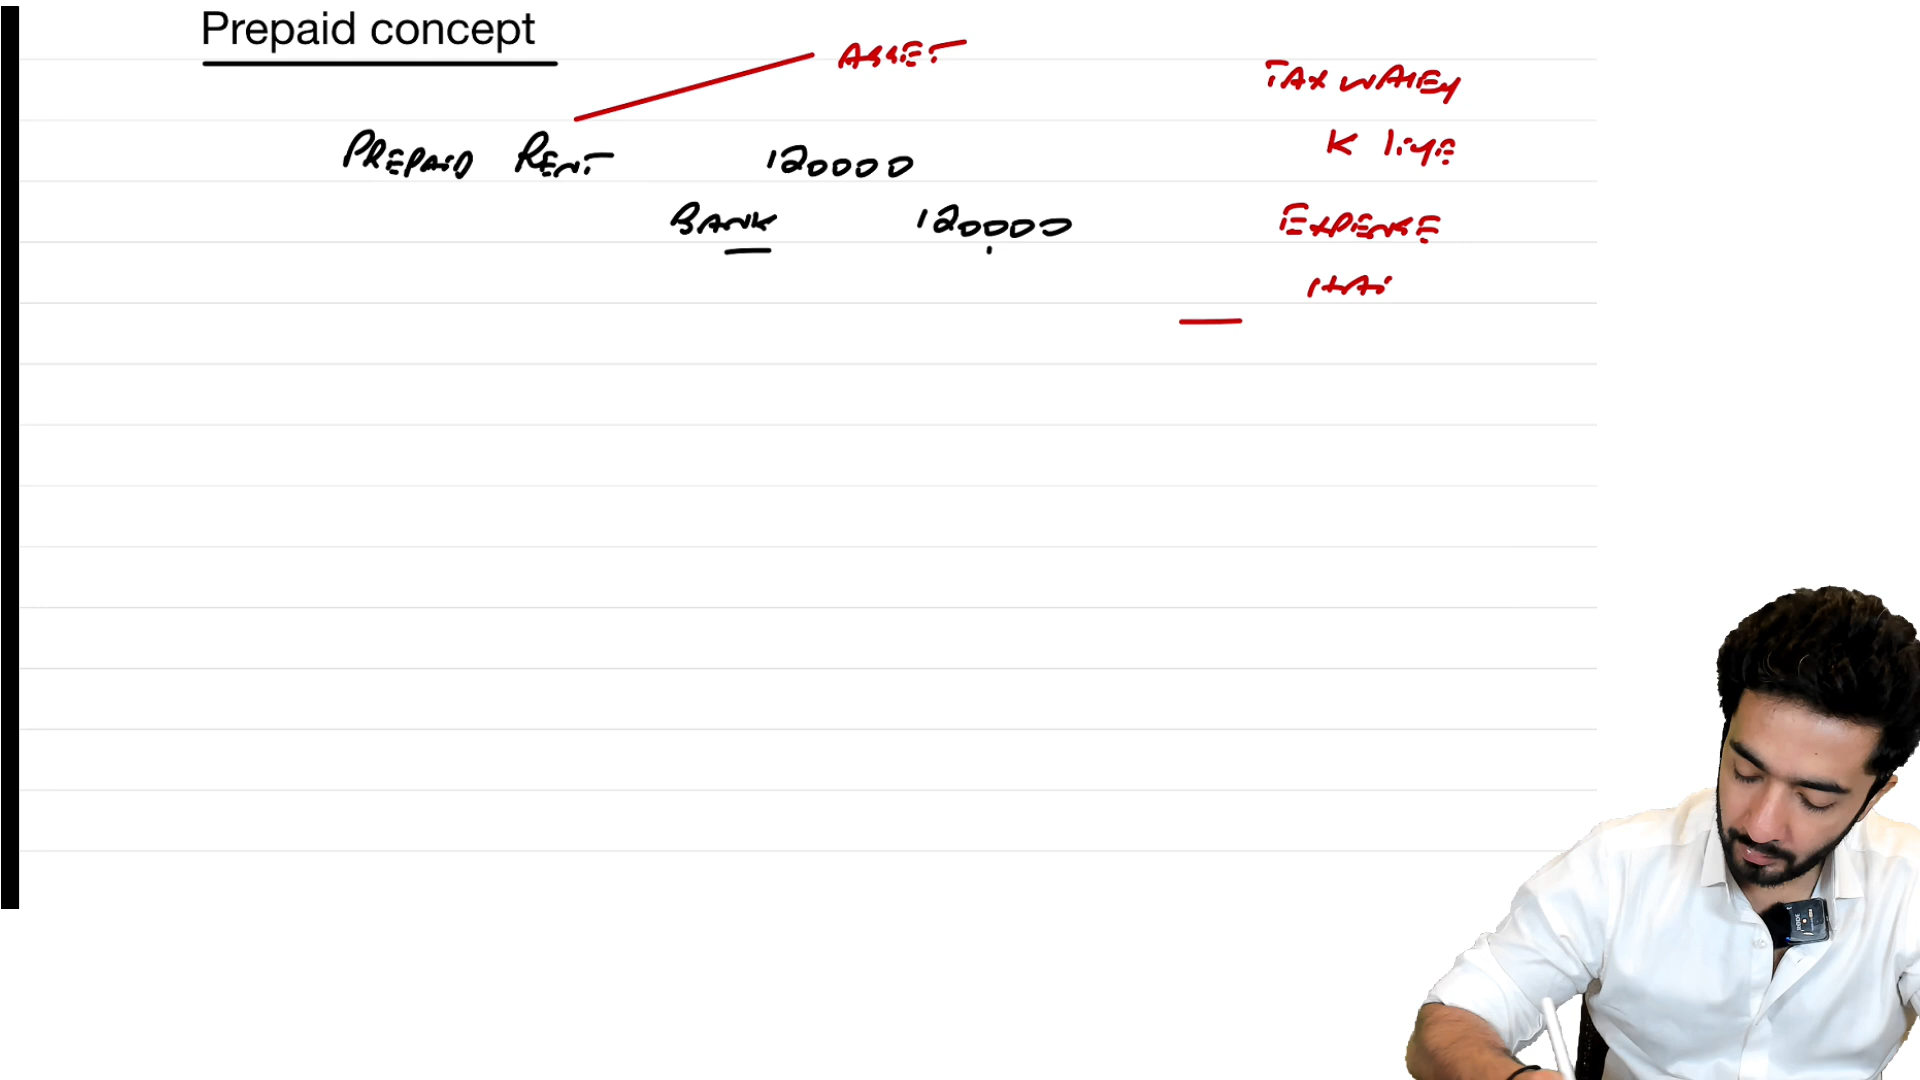 Prepaid concept
ASSET
PREPAID RENT 120000
BANK 120000
TAX WALEY
K liye
EXPENSE
HAi